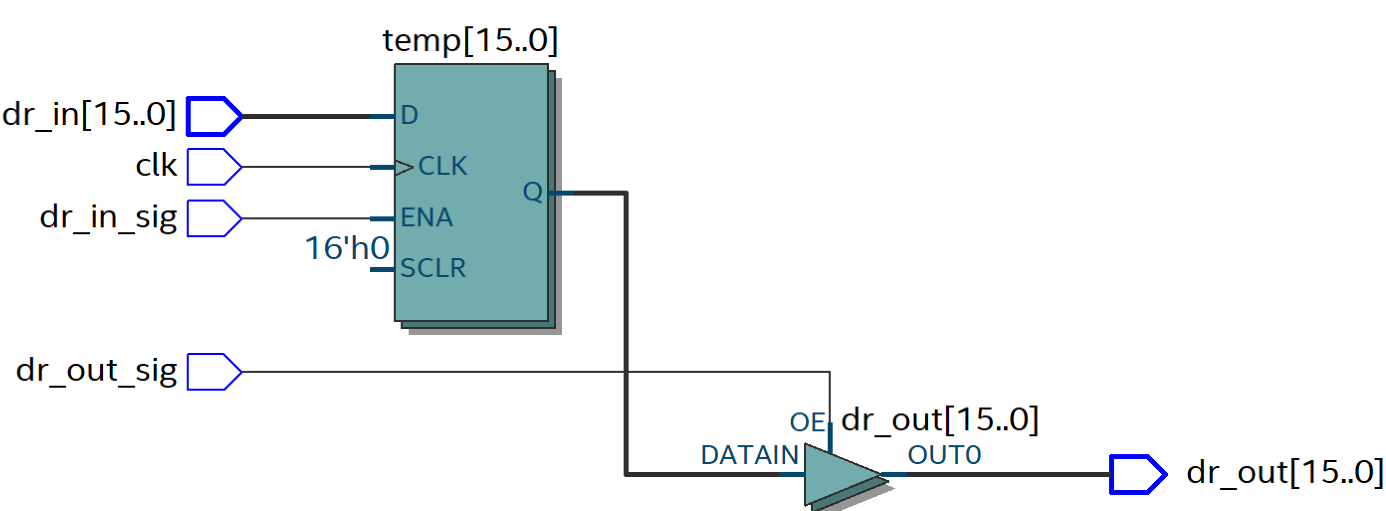 temp[15..0]
dr_in[15..0]
D
clk
CLK
Q
dr_in_sig
ENA
16'h0
SCLR
dr_out_sig
OE
dr_out[15..0]
DATAIN
OUT0
dr_out[15..0]